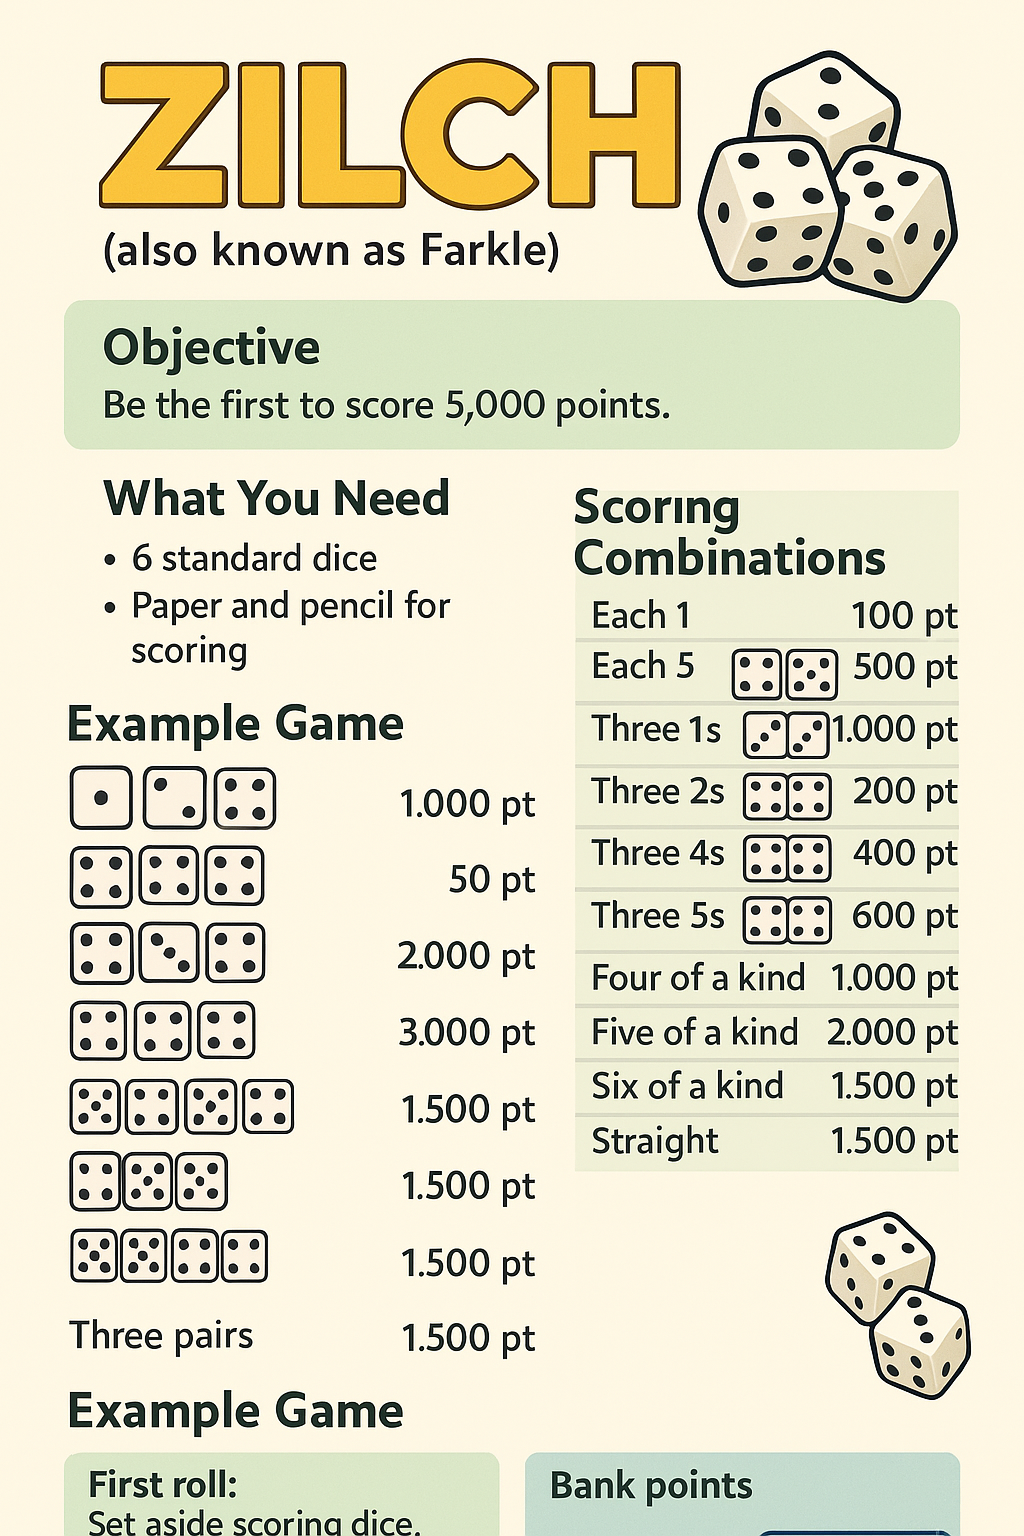 ZILCH
(also known as Farkle)
Objective
Be the first to score 5,000 points.
What You Need
• 6 standard dice
• Paper and pencil for
scoring
Example Game
1.000 pt
50 pt
2.000 pt
3.000 pt
1.500 pt
1.500 pt
1.500 pt
Three pairs 1.500 pt
Scorıng
Combinations
Each 1 100 pt
Each 5 500 pt
Three 1s 1.000 pt
Three 2s 200 pt
Three 4s 400 pt
Three 5s 600 pt
Four of a kind 1.000 pt
Five of a kind 2.000 pt
Six of a kind 1.500 pt
Straight 1.500 pt
Example Game
First roll:
Set aside scoring dice.
Bank points